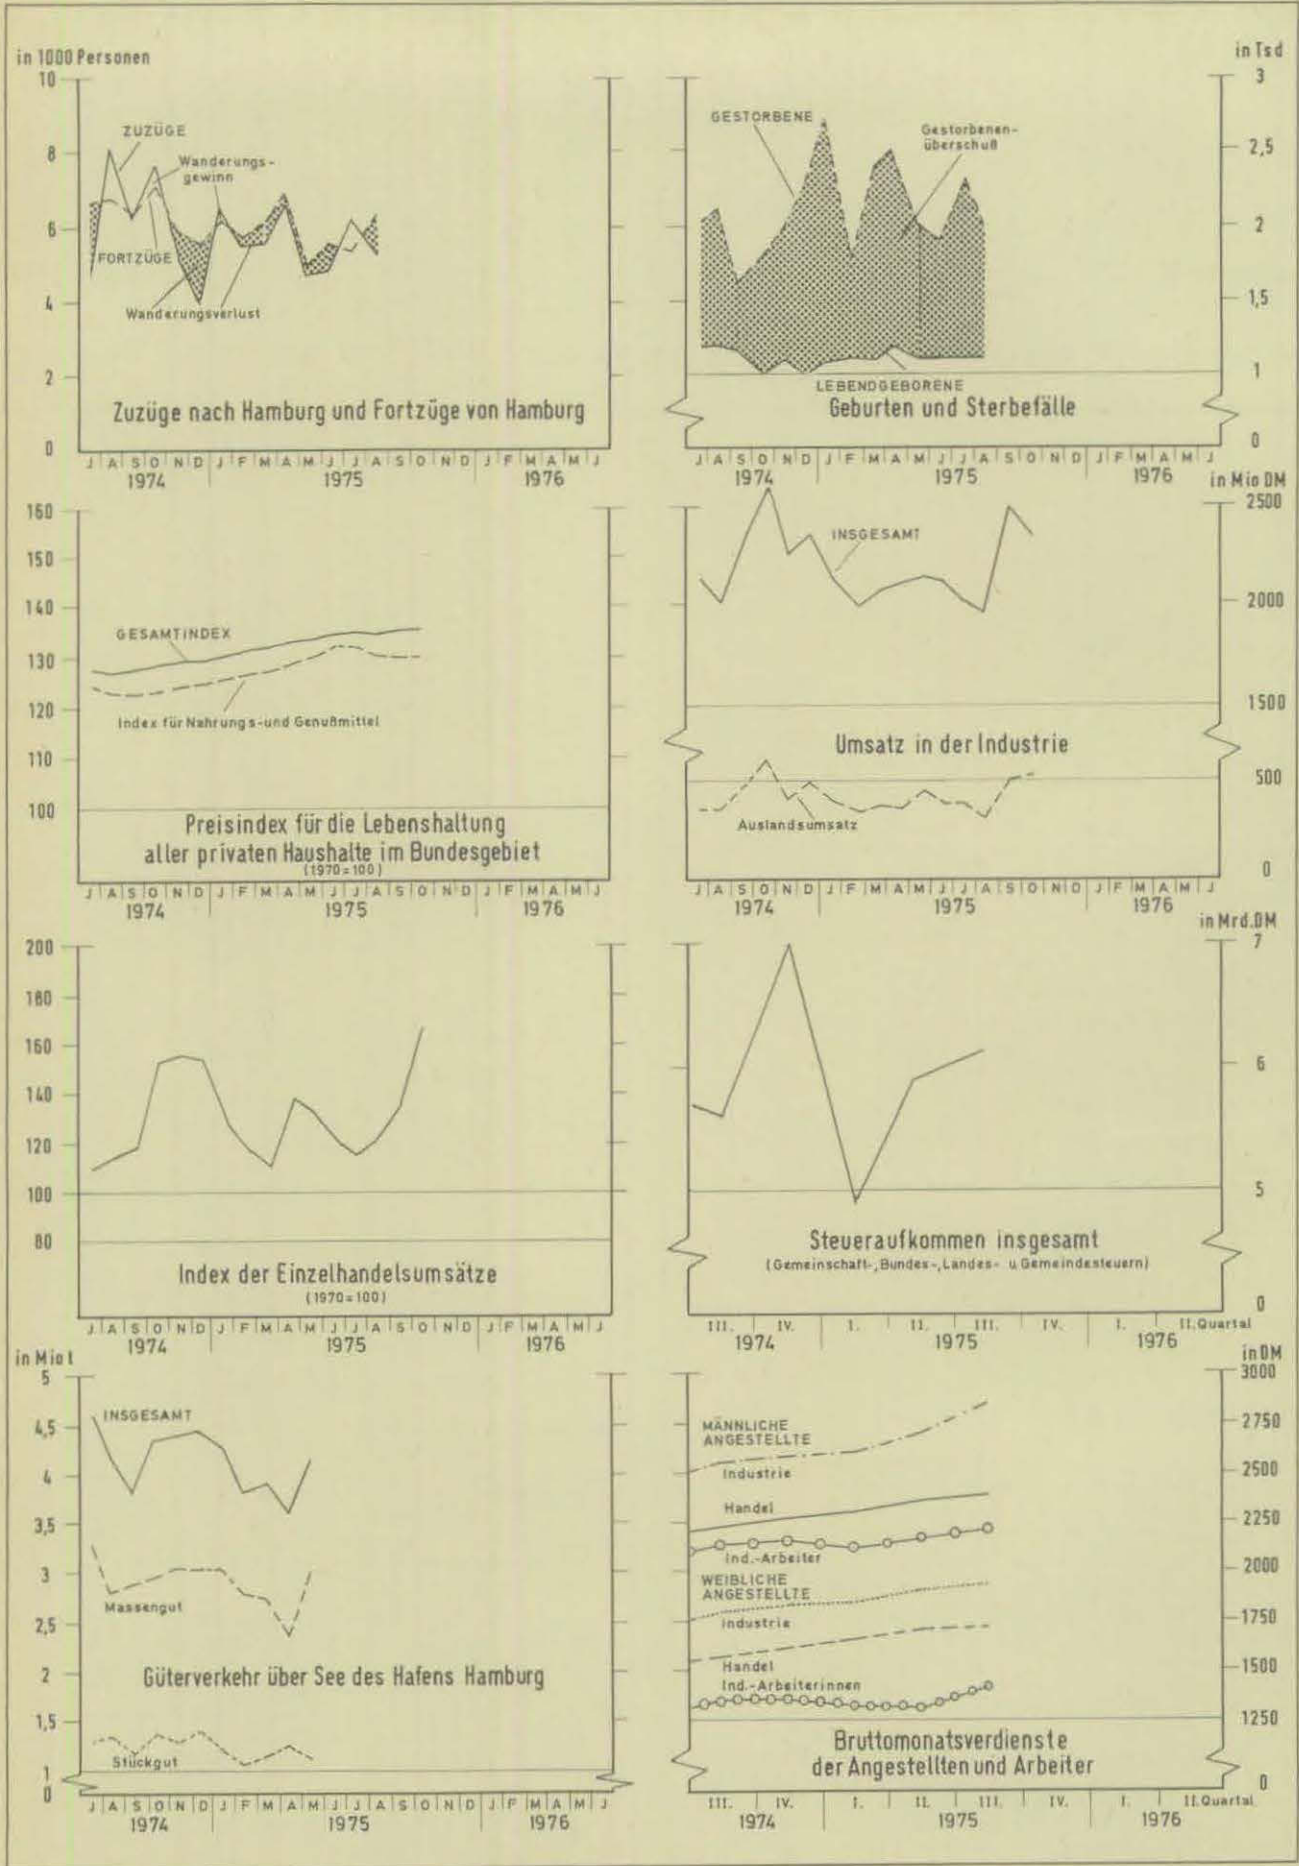 in 1000 Personen
10
8
6
4
2
0
ZUZÜGE
Wanderungs-
gewinn
FORTZÜGE
Wanderungsverlust
Zuzüge nach Hamburg und Fortzüge von Hamburg
J A S O N D J F M A M J J A S O N D J F M A M J
1974 1975 1976
in Tsd
3
2,5
2
1,5
1
0
GESTORBENE
Gestorbenen-
überschuß
LEBENDGEBORENE
Geburten und Sterbefälle
J A S O N D J F M A M J J A S O N D J F M A M J
1974 1975 1976
160
150
140
130
120
110
100
GESAMTINDEX
Index für Nahrungs-und Genußmittel
Preisindex für die Lebenshaltung
aller privaten Haushalte im Bundesgebiet
(1970=100)
J A S O N D J F M A M J J A S O N D J F M A M J
1974 1975 1976
in Mio DM
2500
2000
1500
500
0
INSGESAMT
Umsatz in der Industrie
Auslandsumsatz
J A S O N D J F M A M J J A S O N D J F M A M J
1974 1975 1976
200
180
160
140
120
100
80
Index der Einzelhandelsumsätze
(1970=100)
J A S O N D J F M A M J J A S O N D J F M A M J
1974 1975 1976
in Mrd.DM
7
6
5
0
Steueraufkommen insgesamt
(Gemeinschaft-,Bundes-,Landes- u.Gemeindesteuern)
III. IV. I. II. III. IV. I. II.Quartal
1974 1975 1976
in Mio t
5
4,5
4
3,5
3
2,5
2
1,5
1
0
INSGESAMT
Massengut
Güterverkehr über See des Hafens Hamburg
Stückgut
J A S O N D J F M A M J J A S O N D J F M A M J
1974 1975 1976
in DM
3000
2750
2500
2250
2000
1750
1500
1250
0
MÄNNLICHE
ANGESTELLTE
Industrie
Handel
Ind.-Arbeiter
WEIBLICHE
ANGESTELLTE
Industrie
Handel
Ind.-Arbeiterinnen
Bruttomonatsverdienste
der Angestellten und Arbeiter
III. IV. I. II. III. IV. I. II.Quartal
1974 1975 1976